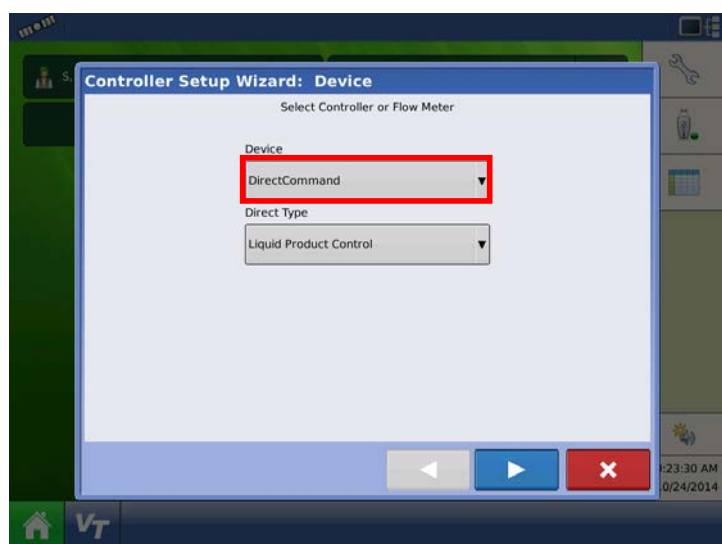 S.
Controller Setup Wizard: Device
Select Controller or Flow Meter
Device
DirectCommand
Direct Type
Liquid Product Control
:23:30 AM
0/24/2014
VT